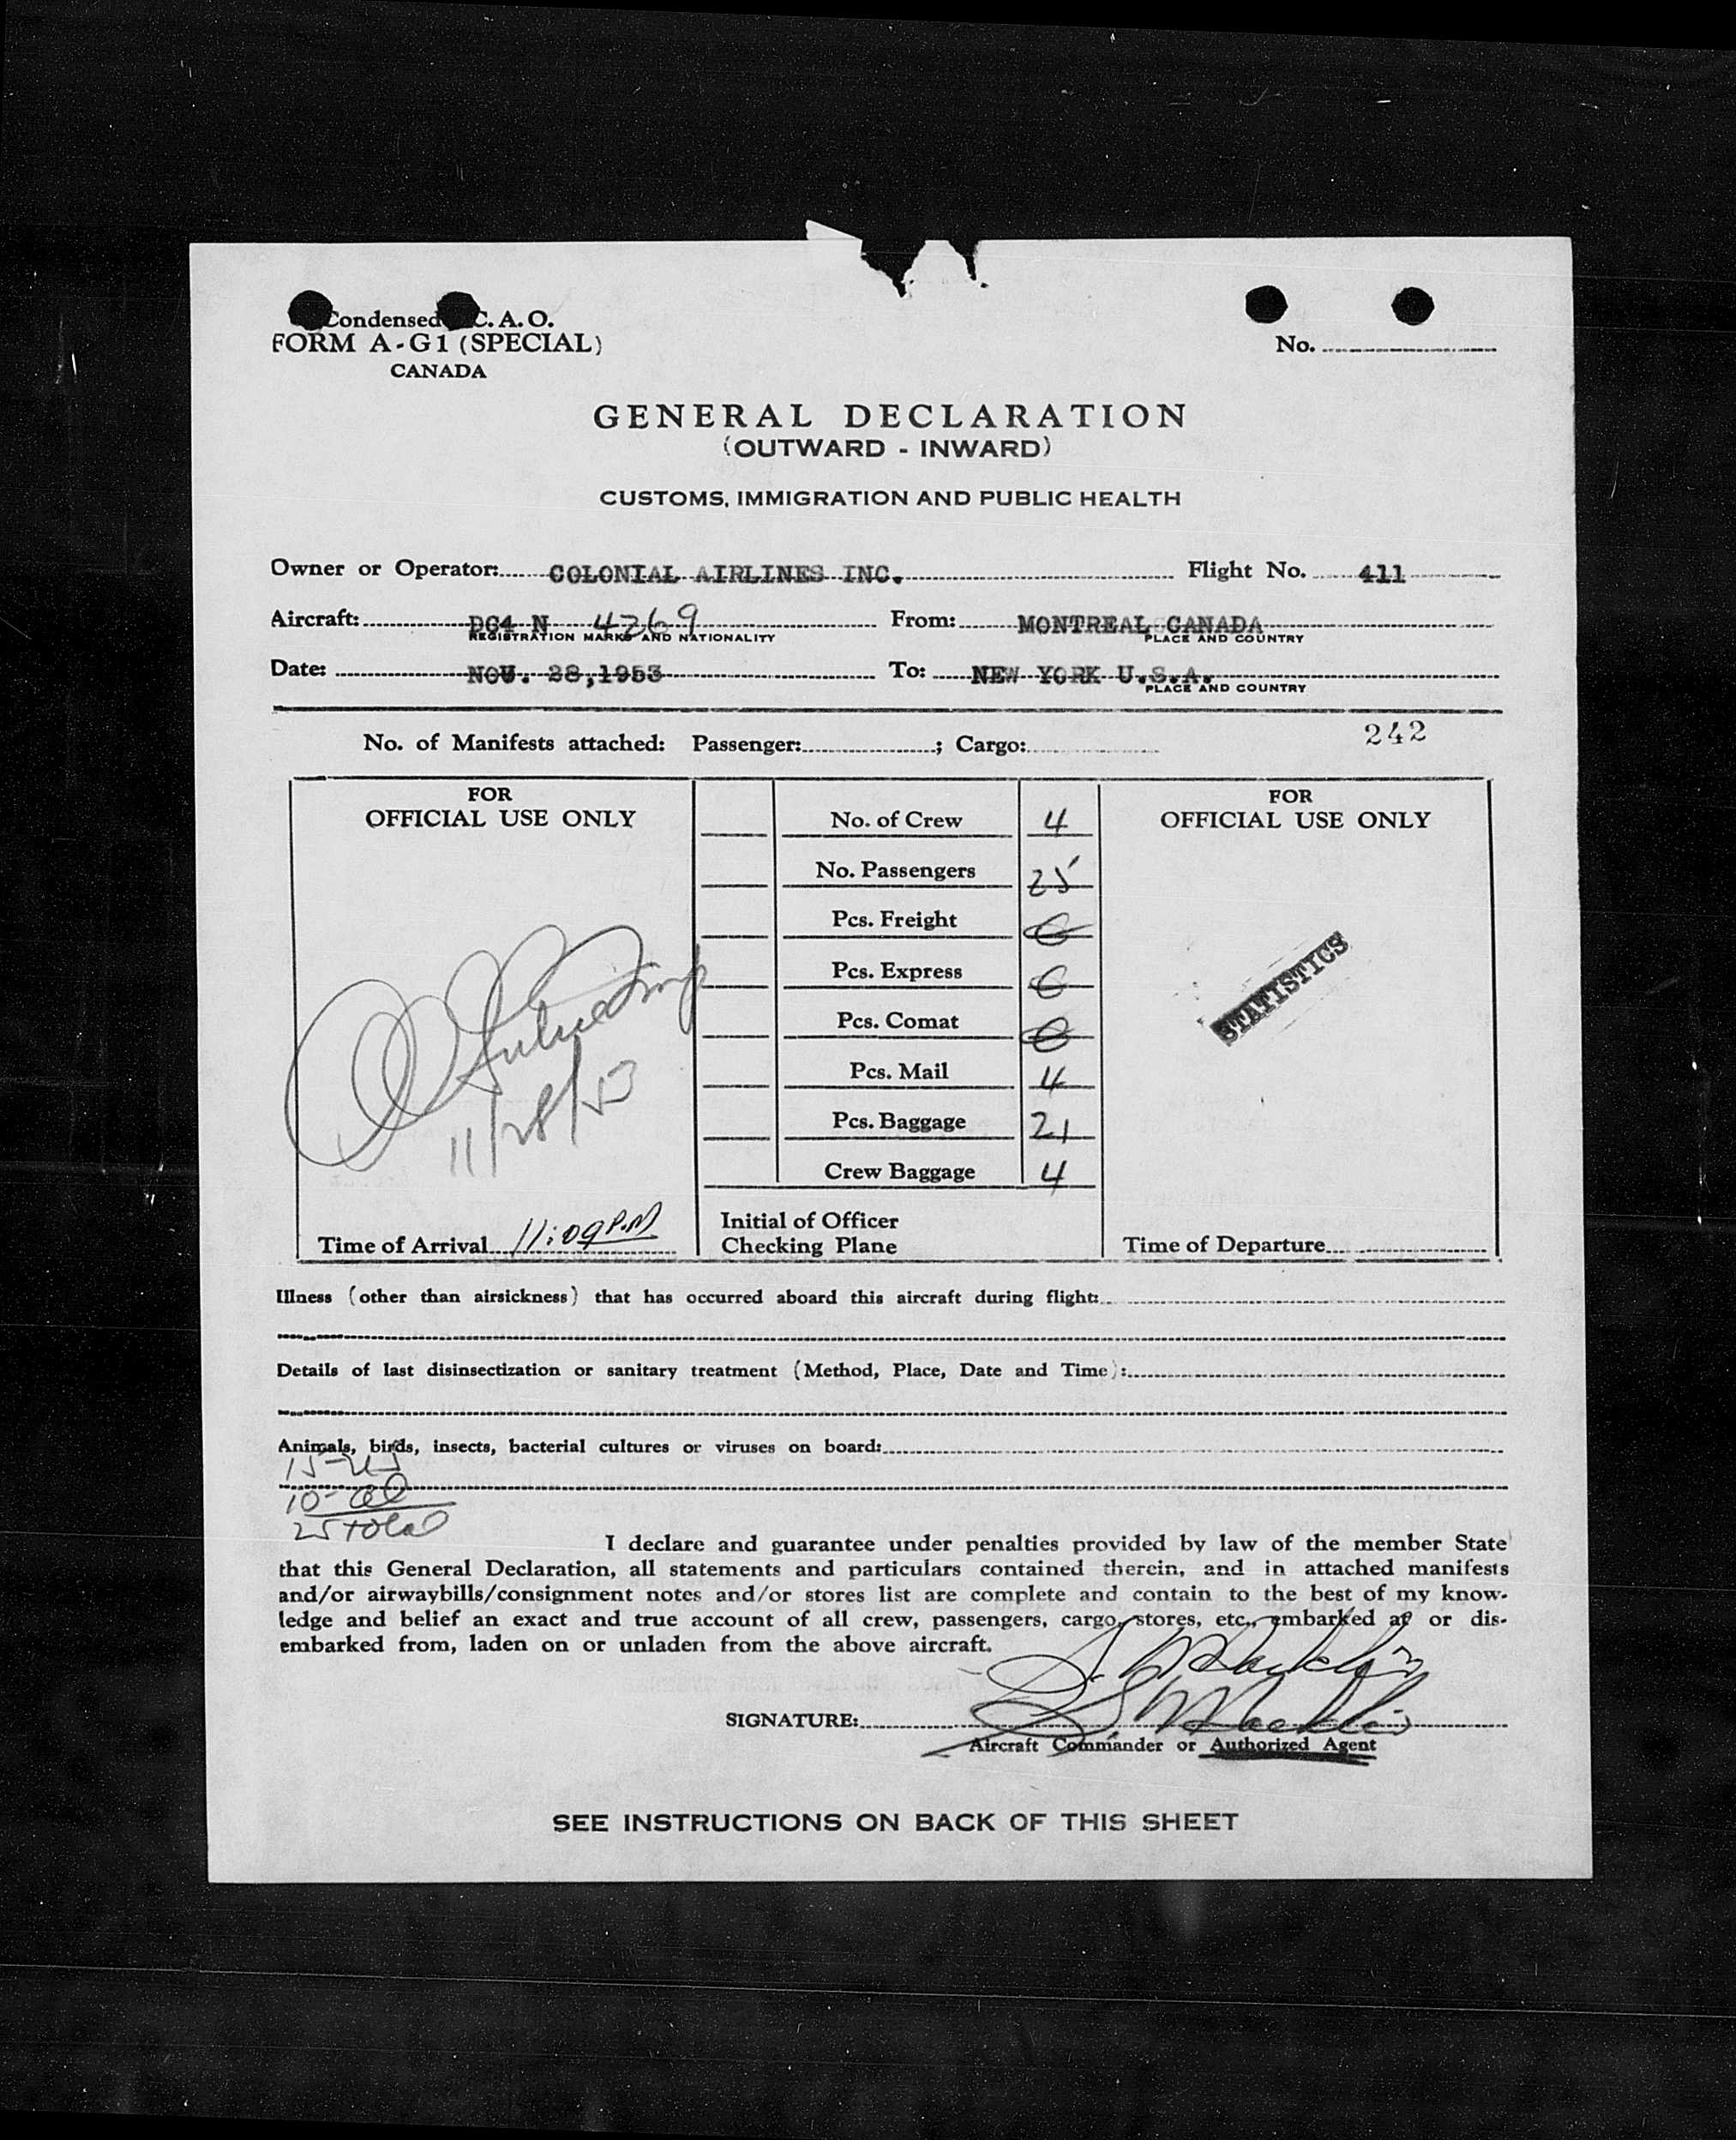 Condensed C. A. O.
FORM A-G1 (SPECIAL)
CANADA
No.
GENERAL DECLARATION
(OUTWARD - INWARD)
CUSTOMS, IMMIGRATION AND PUBLIC HEALTH
Owner or Operator: COLONIAL AIRLINES INC. Flight No. 411
Aircraft: DC4 N 4269 From: MONTREAL CANADA
REGISTRATION MARKS AND NATIONALITY PLACE AND COUNTRY
Date: NOV. 28,1953 To: NEW YORK U.S.A.
PLACE AND COUNTRY
242
No. of Manifests attached: Passenger: ; Cargo:
FOR
OFFICIAL USE ONLY
11/28/53
Time of Arrival 11:09 P.M
No. of Crew 4
No. Passengers 25
Pcs. Freight 0
Pcs. Express 0
Pcs. Comat 0
Pcs. Mail 4
Pcs. Baggage 21
Crew Baggage 4
Initial of Officer
Checking Plane
FOR
OFFICIAL USE ONLY
STATISTICS
Time of Departure
Illness (other than airsickness) that has occurred aboard this aircraft during flight:
Details of last disinsectization or sanitary treatment (Method, Place, Date and Time):
Animals, birds, insects, bacterial cultures or viruses on board:
15-US
10-al
25 total
I declare and guarantee under penalties provided by law of the member State
that this General Declaration, all statements and particulars contained therein, and in attached manifests
and/or airwaybills/consignment notes and/or stores list are complete and contain to the best of my know-
ledge and belief an exact and true account of all crew, passengers, cargo, stores, etc., embarked at or dis-
embarked from, laden on or unladen from the above aircraft.
SIGNATURE:
Aircraft Commander or Authorized Agent
SEE INSTRUCTIONS ON BACK OF THIS SHEET